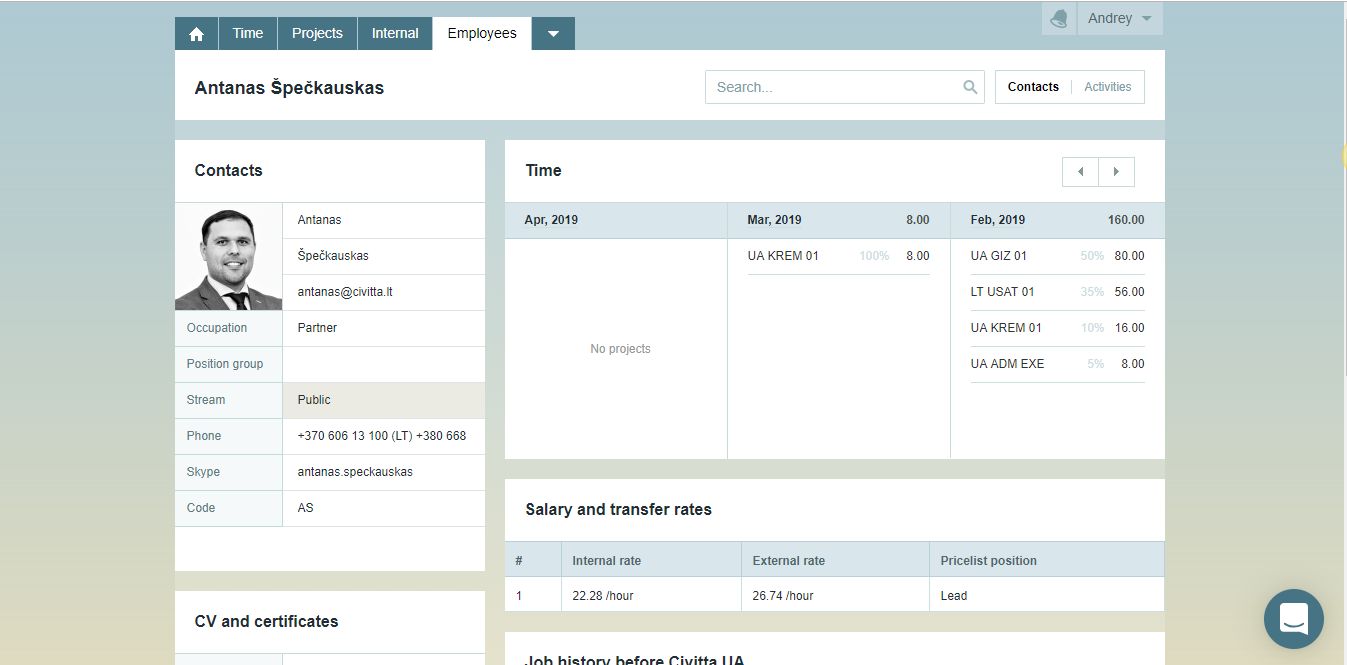 Time Projects Internal Employees Andrey
Antanas Špečkauskas Search... Contacts Activities
Contacts
Antanas
Špečkauskas
antanas@civitta.lt
Occupation Partner
Position group
Stream Public
Phone +370 606 13 100 (LT) +380 668
Skype antanas.speckauskas
Code AS
CV and certificates
Time
Apr, 2019 Mar, 2019 8.00 Feb, 2019 160.00
UA KREM 01 100% 8.00 UA GIZ 01 50% 80.00
LT USAT 01 35% 56.00
UA KREM 01 10% 16.00
No projects
UA ADM EXE 5% 8.00
Salary and transfer rates
# Internal rate External rate Pricelist position
1 22.28 /hour 26.74 /hour Lead
Job history before Civitta UA